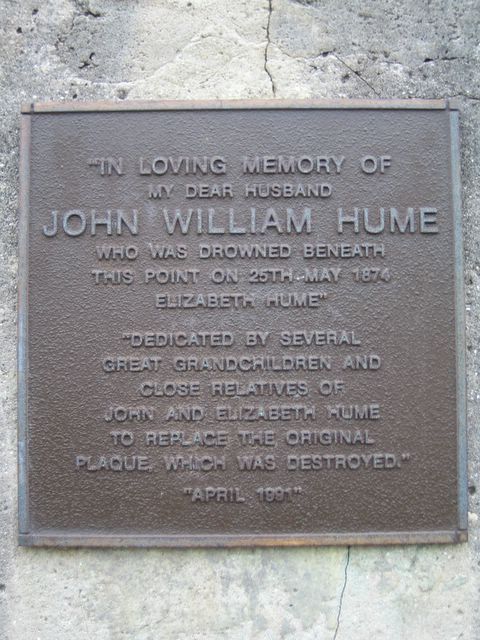 "IN LOVING MEMORY OF
MY DEAR HUSBAND
JOHN WILLIAM HUME
WHO WAS DROWNED BENEATH
THIS POINT ON 25TH MAY 1874
ELIZABETH HUME"
"DEDICATED BY SEVERAL
GREAT GRANDCHILDREN AND
CLOSE RELATIVES OF
JOHN AND ELIZABETH HUME
TO REPLACE THE ORIGINAL
PLAQUE, WHICH WAS DESTROYED."
"APRIL 1991"